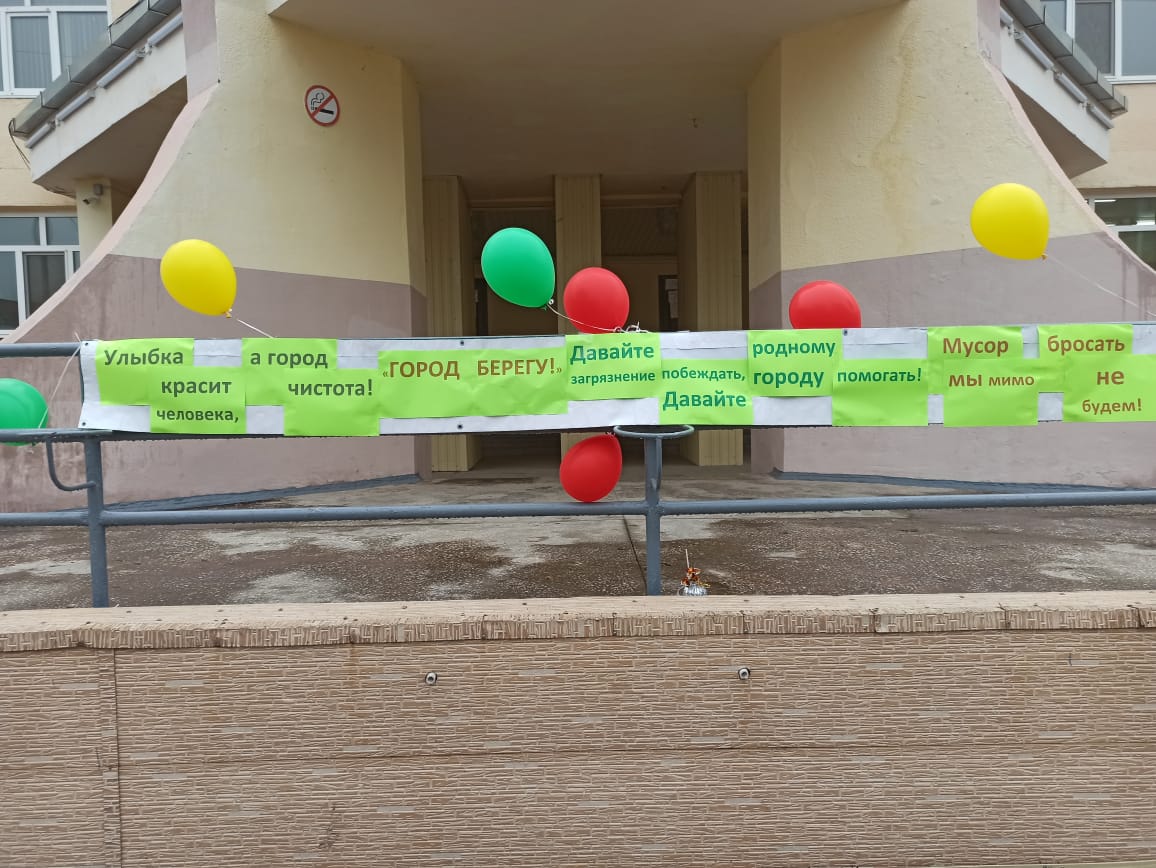 Улыбка
красит
человека,
а город
чистота!
«ГОРОД БЕРЕГУ!»
Давайте
загрязнение
побеждать,
Давайте
родному
городу
помогать!
Мусор
мы мимо
бросать
не
будем!